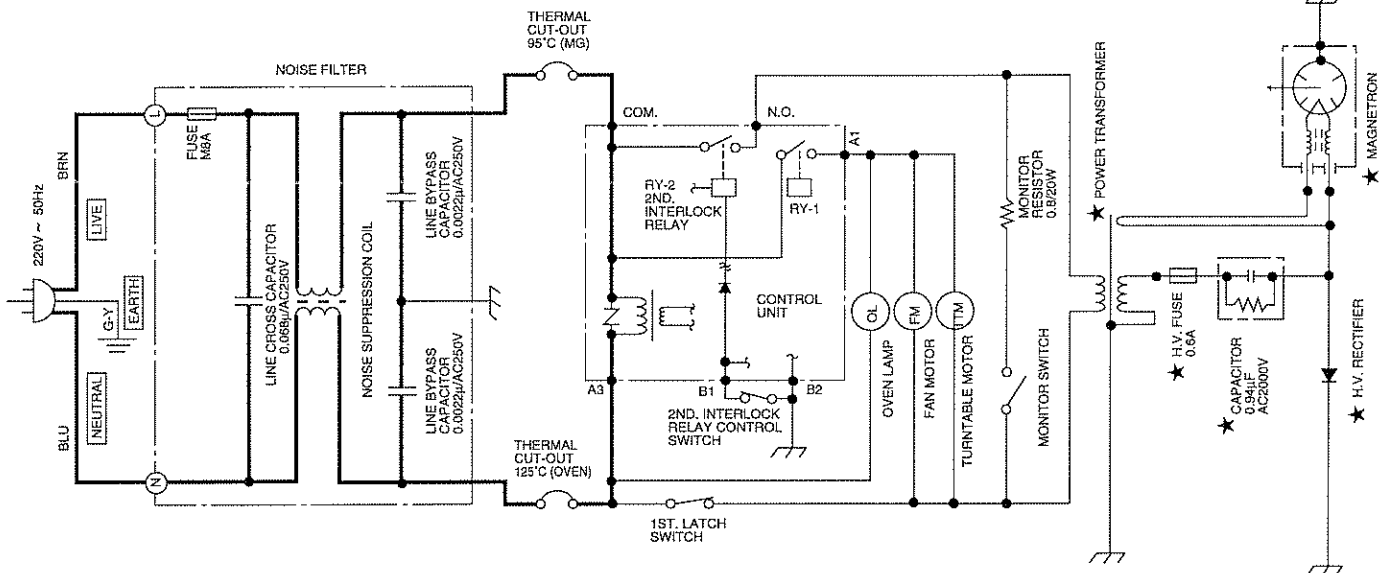 220V ~ 50Hz
BRN
LIVE
EARTH
G-Y
NEUTRAL
BLU
L
N
NOISE FILTER
FUSE
M8A
LINE CROSS CAPACITOR
0.068μ/AC250V
NOISE SUPPRESSION COIL
LINE BYPASS
CAPACITOR
0.0022μ/AC250V
LINE BYPASS
CAPACITOR
0.0022μ/AC250V
THERMAL
CUT-OUT
95°C (MG)
THERMAL
CUT-OUT
125°C (OVEN)
COM.
N.O.
A1
RY-2
2ND.
INTERLOCK
RELAY
RY-1
CONTROL
UNIT
A3
B1
B2
2ND. INTERLOCK
RELAY CONTROL
SWITCH
1ST. LATCH
SWITCH
OL
FM
TTM
OVEN LAMP
FAN MOTOR
TURNTABLE MOTOR
MONITOR
RESISTOR
0.8/20W
MONITOR SWITCH
★ POWER TRANSFORMER
★ H.V. FUSE
0.6A
★ CAPACITOR
0.94μF
AC2000V
★ H.V. RECTIFIER
★ MAGNETRON